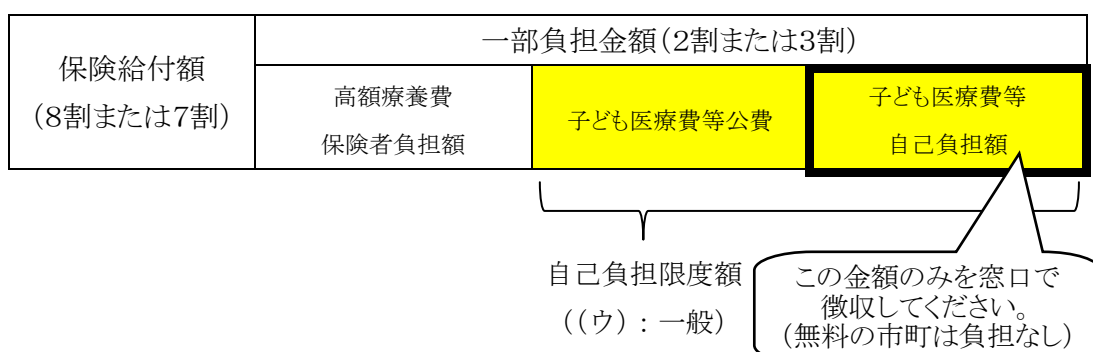 保険給付額
(8割または7割)
一部負担金額(2割または3割)
高額療養費
保険者負担額
子ども医療費等公費
子ども医療費等
自己負担額
自己負担限度額
((ウ):一般)
この金額のみを窓口で
徴収してください。
(無料の市町は負担なし)